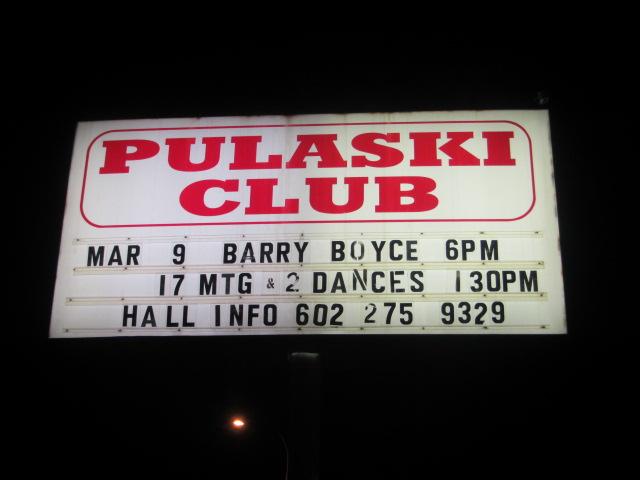 PULASKI
CLUB
MAR 9 BARRY BOYCE 6PM
17 MTG & 2 DANCES 130PM
HALL INFO 602 275 9329